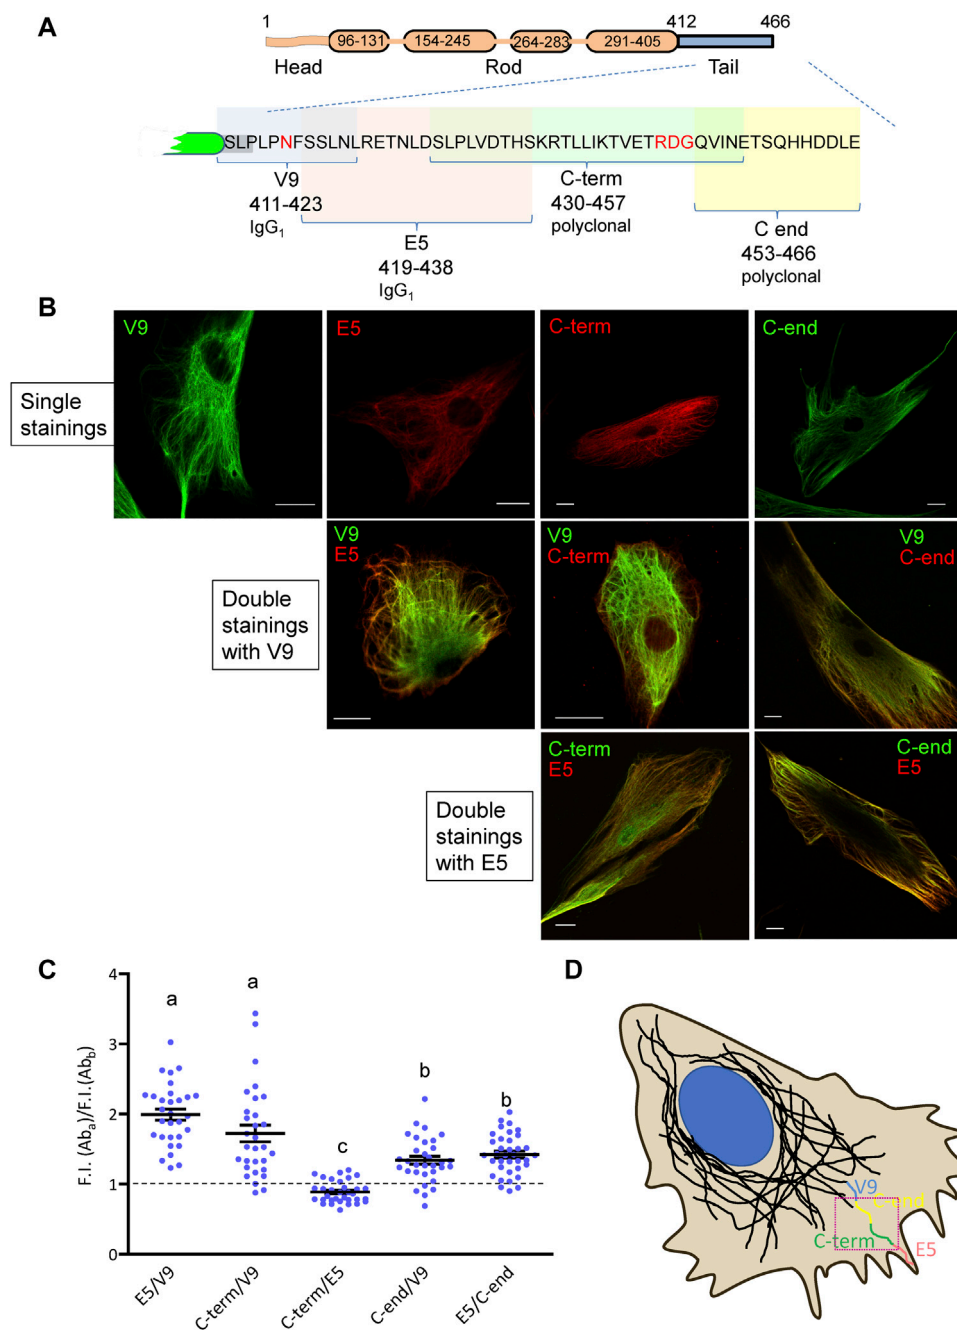 A
1
412
466
96-131
154-245
264-283
291-405
Head
Rod
Tail
SLPLPNFSSLNLRETNLDSLPLVDTHSKRTLLIKTVETRDGQVINETSQHHDDLE
V9
411-423
IgG1
E5
419-438
IgG1
C-term
430-457
polyclonal
C end
453-466
polyclonal
B
Single
stainings
V9
E5
C-term
C-end
Double
stainings
with V9
V9
E5
V9
C-term
V9
C-end
Double
stainings
with E5
C-term
E5
C-end
E5
C
F.I. (Aba)/F.I.(Abb)
4
3
2
1
0
a
a
c
b
b
E5/V9
C-term/V9
C-term/E5
C-end/V9
E5/C-end
D
V9
C-end
C-term
E5